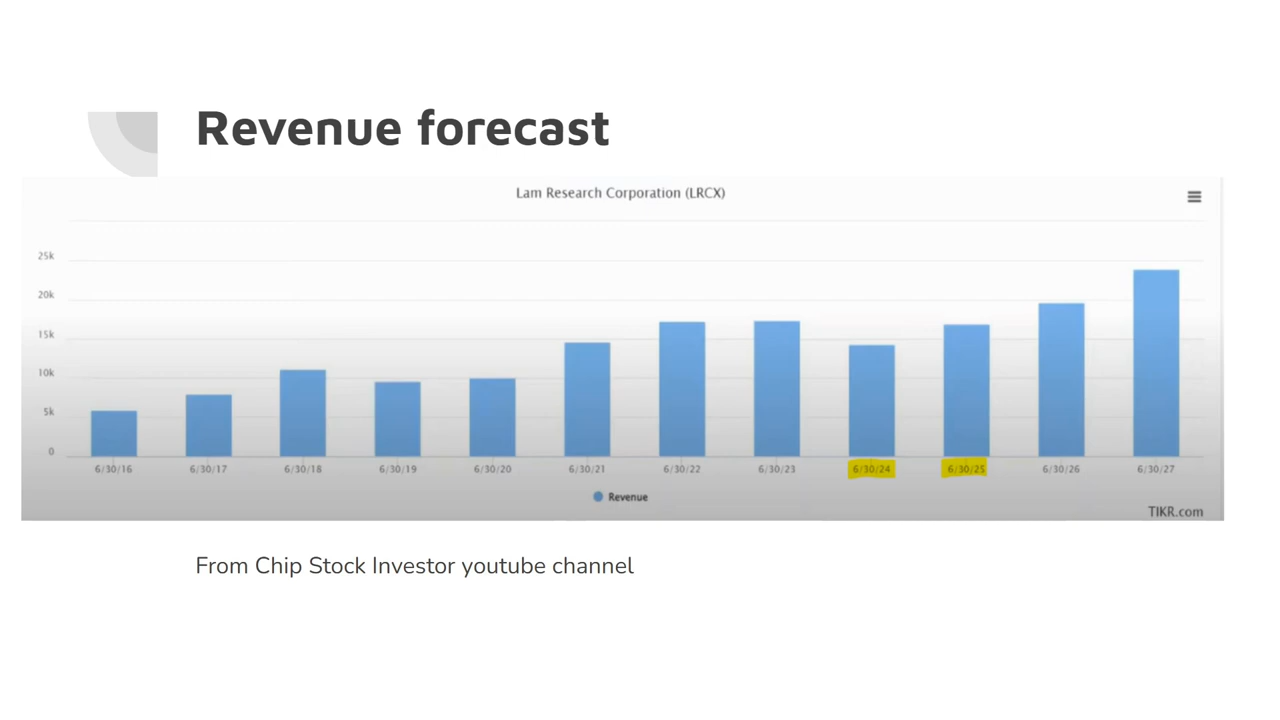 Revenue forecast
Lam Research Corporation (LRCX)
25k
20k
15k
10k
5k
0
6/30/16 6/30/17 6/30/18 6/30/19 6/30/20 6/30/21 6/30/22 6/30/23 6/30/24 6/30/25 6/30/26 6/30/27
Revenue
TIKR.com
From Chip Stock Investor youtube channel